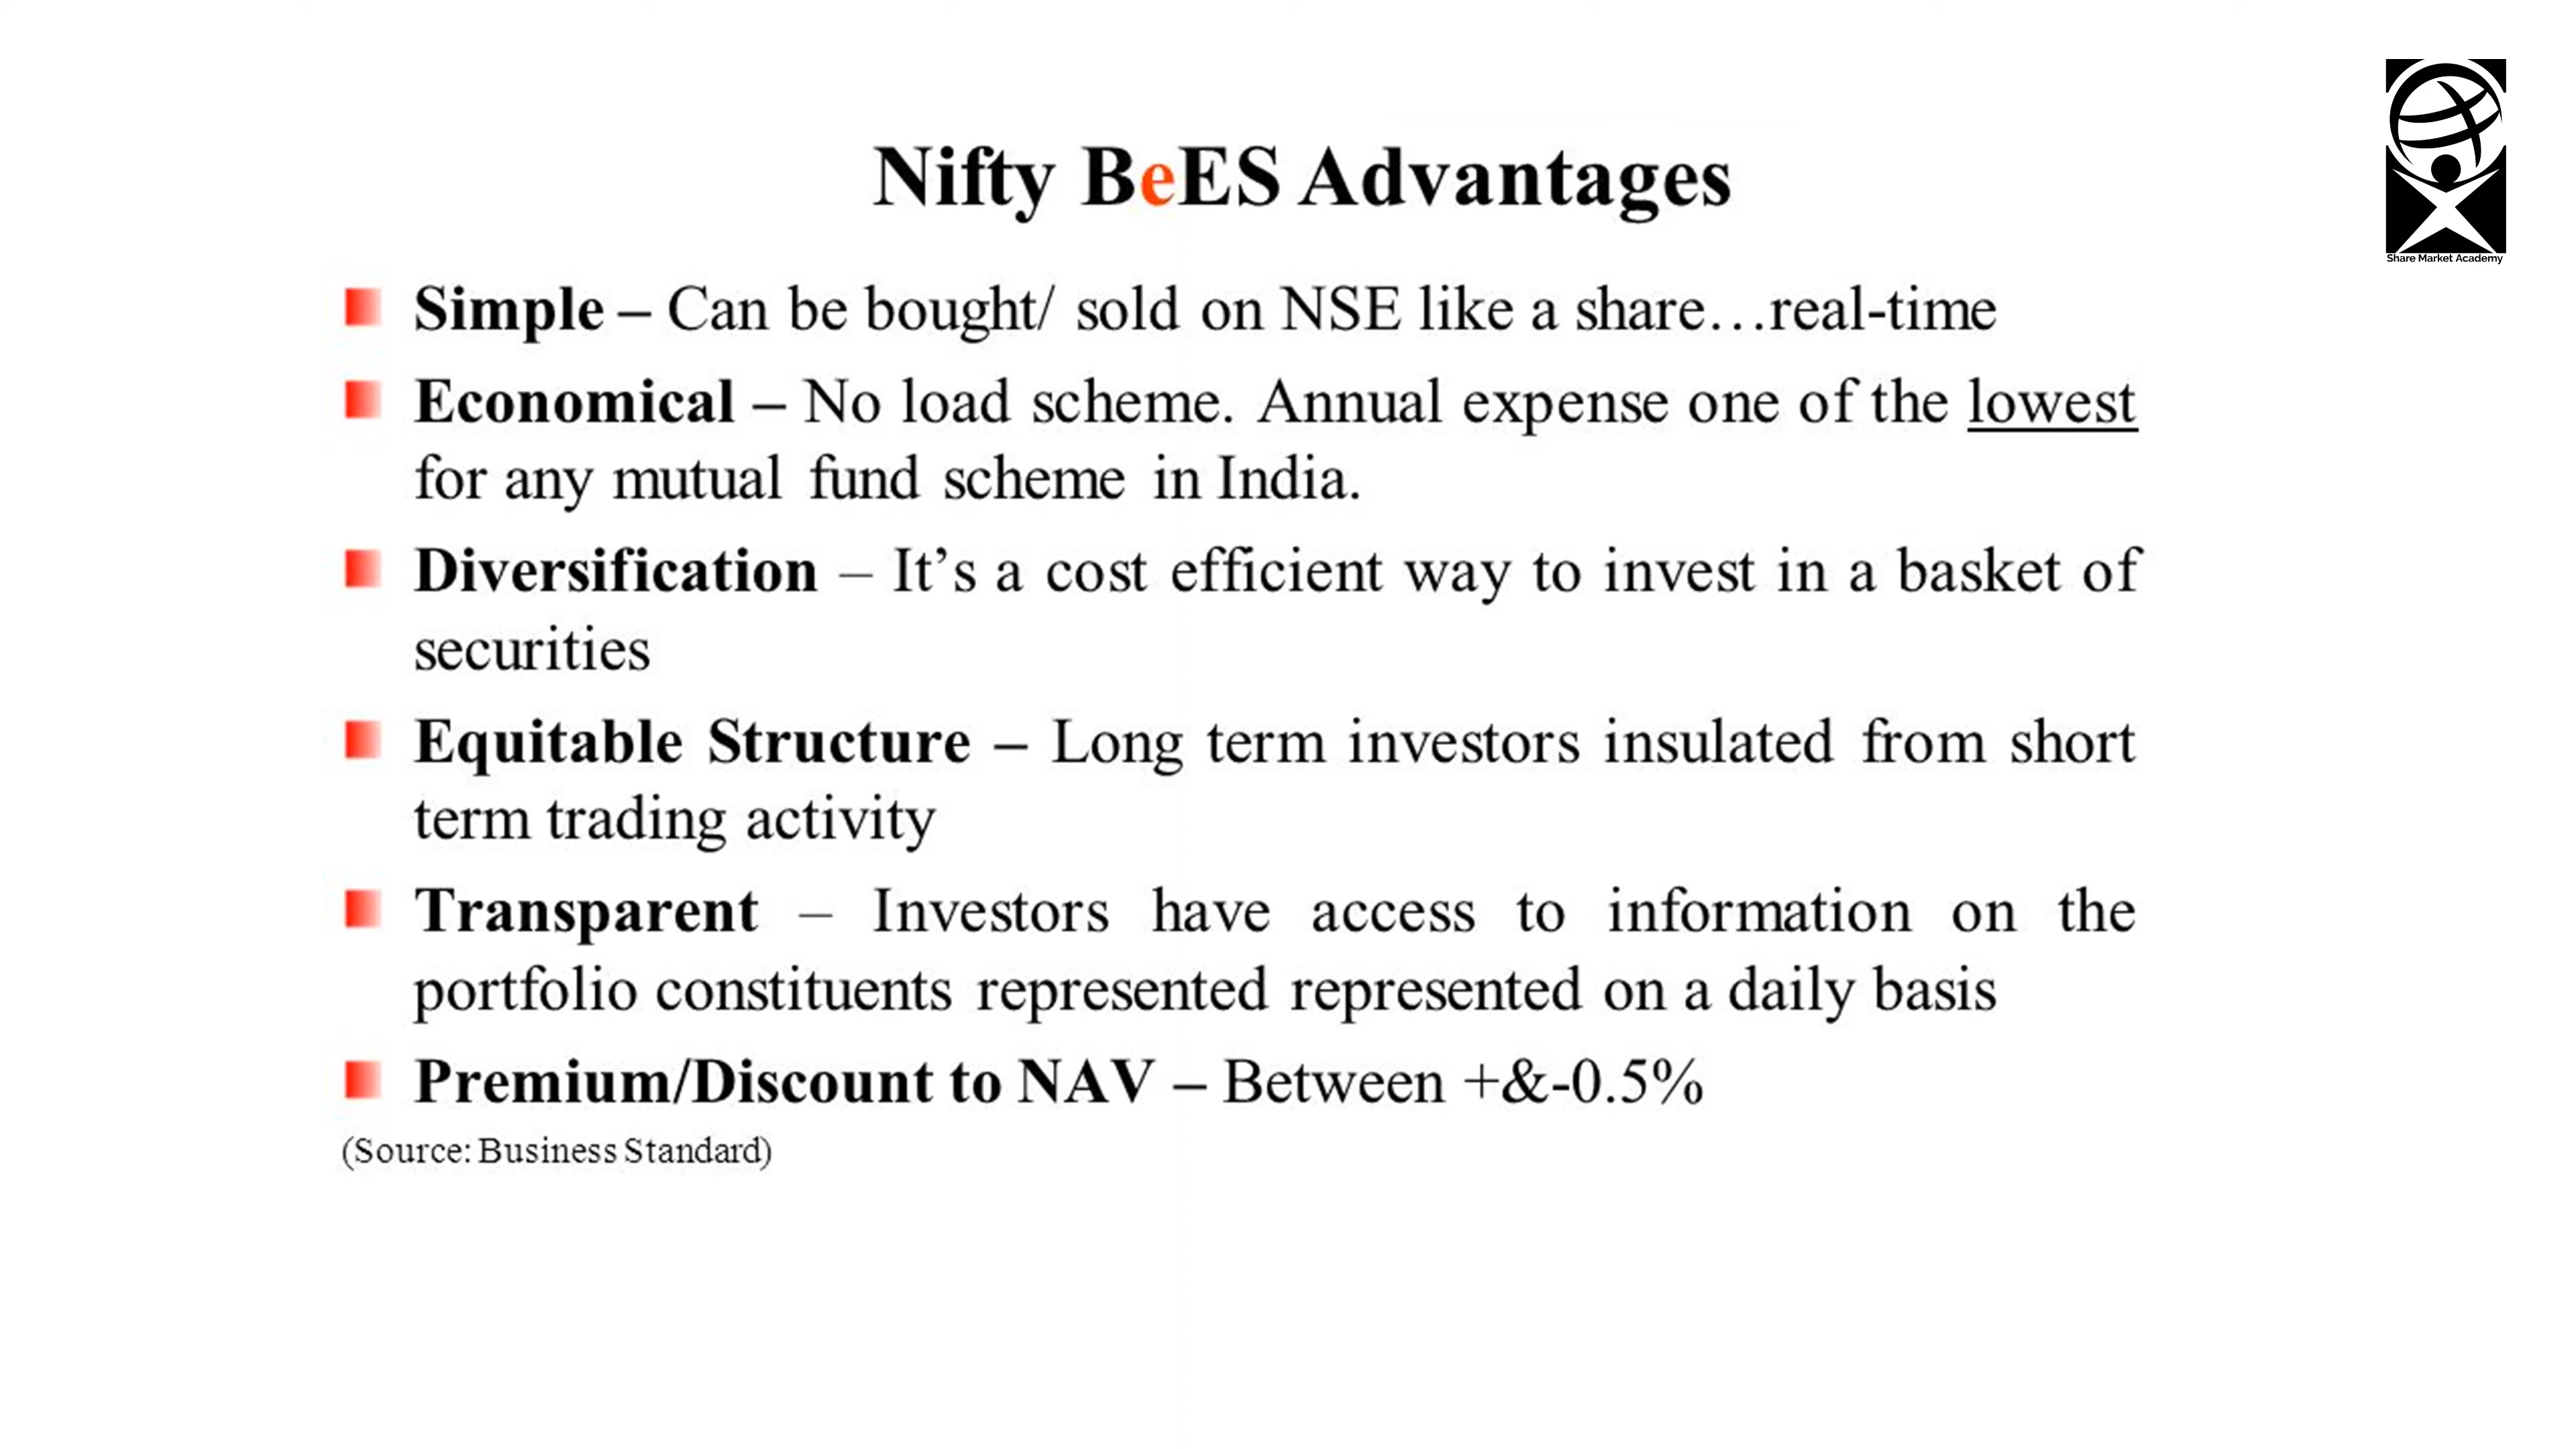 Share Market Academy
Nifty BeES Advantages
Simple – Can be bought/ sold on NSE like a share…real-time
Economical – No load scheme. Annual expense one of the lowest
for any mutual fund scheme in India.
Diversification – It’s a cost efficient way to invest in a basket of
securities
Equitable Structure – Long term investors insulated from short
term trading activity
Transparent – Investors have access to information on the
portfolio constituents represented represented on a daily basis
Premium/Discount to NAV – Between +&-0.5%
(Source: Business Standard)